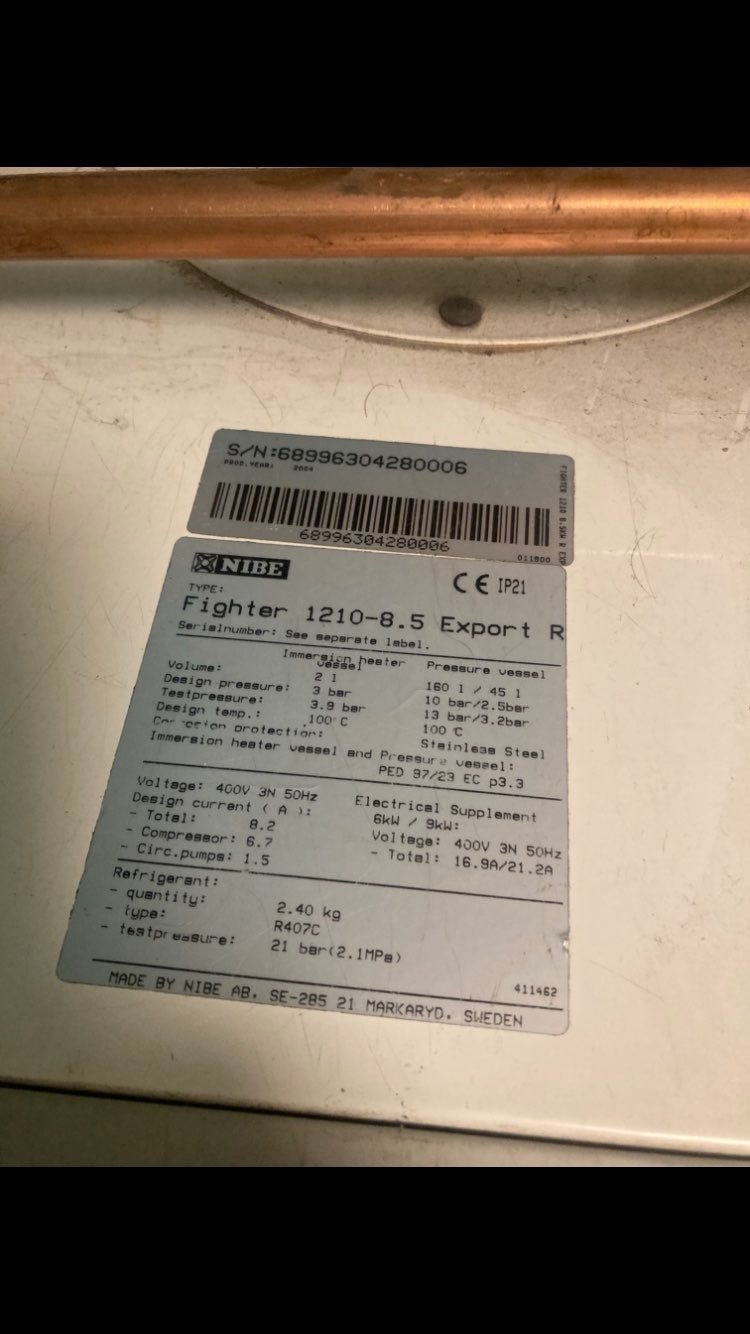 S/N:68996304280006
PROD.YEAR: 2004
68996304280006
011800
FIGHTER 1210 8.5KW R EXP
NIBE
CE IP21
TYPE:
Fighter 1210-8.5 Export R
Serialnumber: See separate label.
Immersion heater vessel Pressure vessel
Volume: 2 l 160 l / 45 l
Design pressure: 3 bar 10 bar/2.5bar
Testpressure: 3.9 bar 13 bar/3.2bar
Design temp.: 100°C 100 °C
Corrosion protection: Stainless Steel
Immersion heater vessel and Pressure vessel:
PED 97/23 EC p3.3
Voltage: 400V 3N 50Hz
Design current ( A ):
- Total: 8.2
- Compressor: 6.7
- Circ.pumps: 1.5
Electrical Supplement
6kW / 9kW:
Voltage: 400V 3N 50Hz
- Total: 16.9A/21.2A
Refrigerant:
- quantity: 2.40 kg
- type: R407C
- testpressure: 21 bar(2.1MPa)
411462
MADE BY NIBE AB, SE-285 21 MARKARYD, SWEDEN